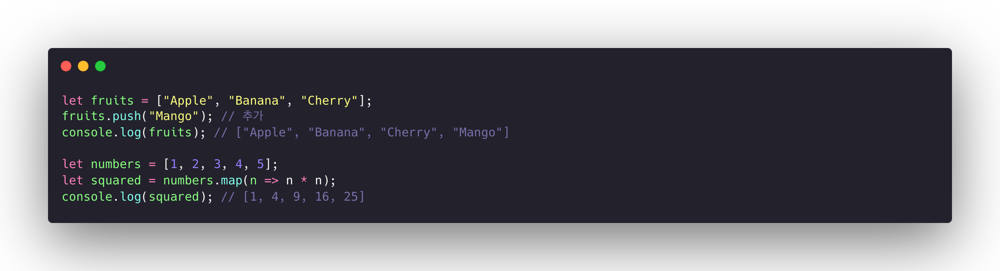 let fruits = ["Apple", "Banana", "Cherry"];
fruits.push("Mango"); // 추가
console.log(fruits); // ["Apple", "Banana", "Cherry", "Mango"]

let numbers = [1, 2, 3, 4, 5];
let squared = numbers.map(n => n * n);
console.log(squared); // [1, 4, 9, 16, 25]